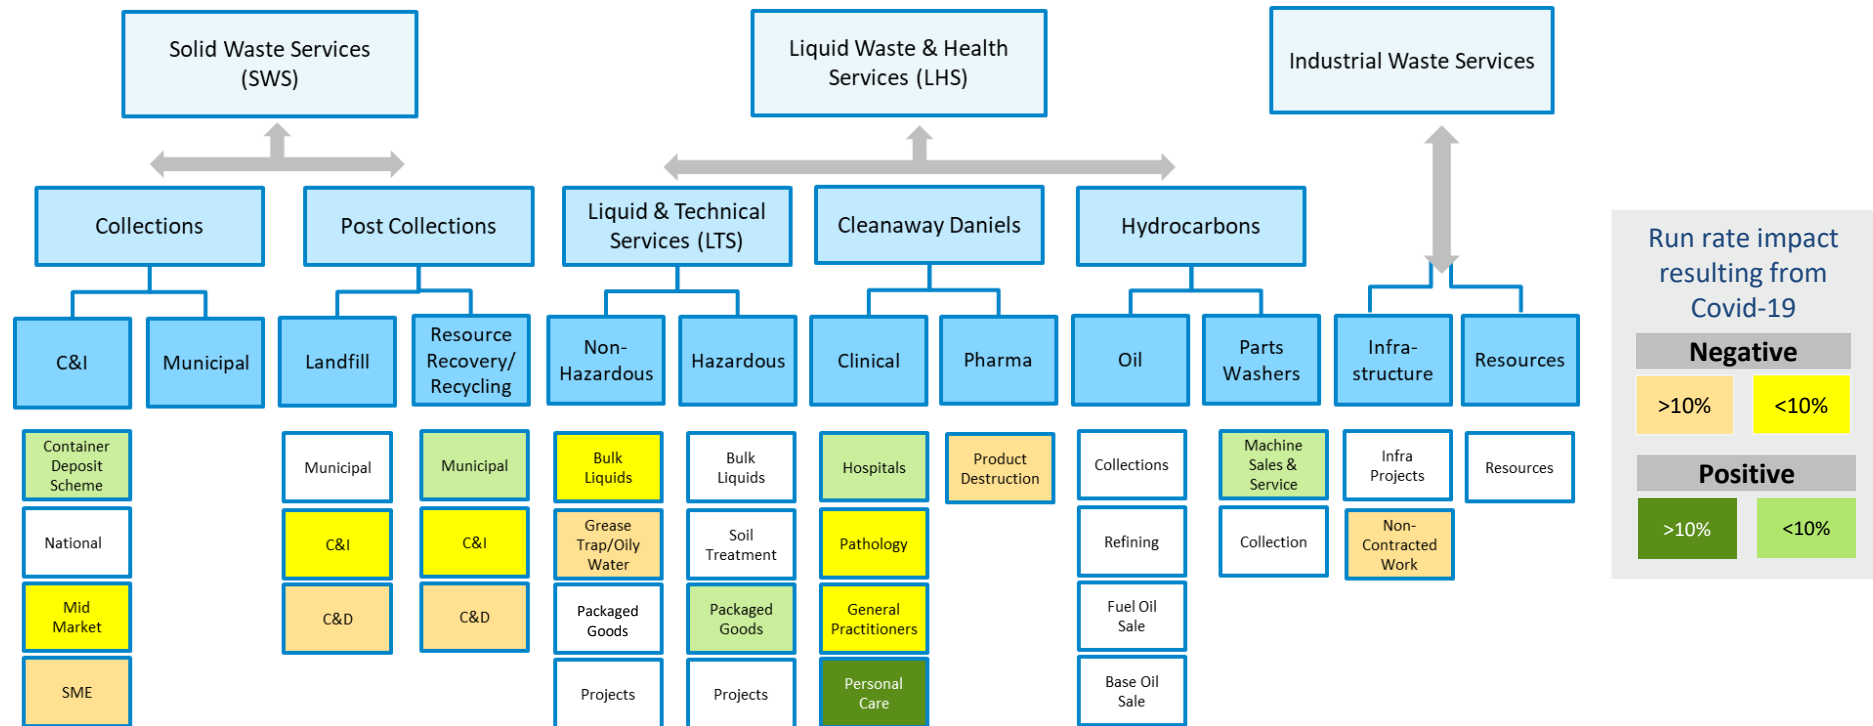 Solid Waste Services
(SWS)
Liquid Waste & Health
Services (LHS)
Industrial Waste Services
Collections
Post Collections
Liquid & Technical
Services (LTS)
Cleanaway Daniels
Hydrocarbons
C&I
Municipal
Landfill
Resource
Recovery/
Recycling
Non-
Hazardous
Hazardous
Clinical
Pharma
Oil
Parts
Washers
Infra-
structure
Resources
Container
Deposit
Scheme
National
Mid
Market
SME
Municipal
C&I
C&D
Municipal
C&I
C&D
Bulk
Liquids
Grease
Trap/Oily
Water
Packaged
Goods
Projects
Bulk
Liquids
Soil
Treatment
Packaged
Goods
Projects
Hospitals
Pathology
General
Practitioners
Personal
Care
Product
Destruction
Collections
Refining
Fuel Oil
Sale
Base Oil
Sale
Machine
Sales &
Service
Collection
Infra
Projects
Non-
Contracted
Work
Resources
Run rate impact
resulting from
Covid-19
Negative
>10%
<10%
Positive
>10%
<10%